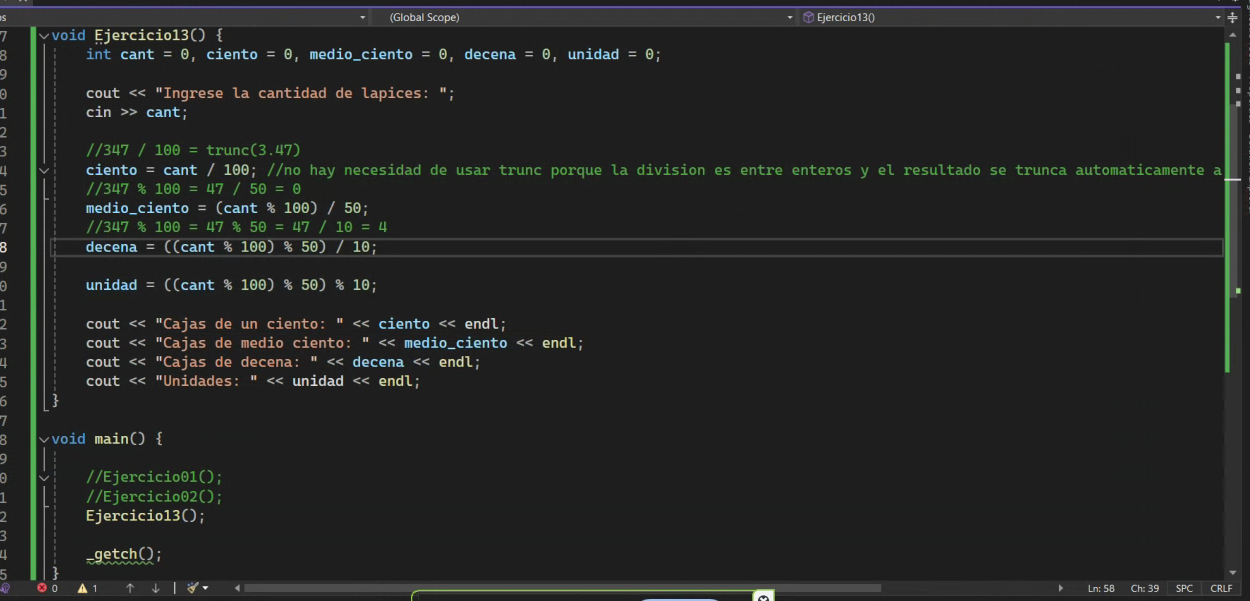 os (Global Scope) Ejercicio13()
7 void Ejercicio13() {
8 int cant = 0, ciento = 0, medio_ciento = 0, decena = 0, unidad = 0;
9
0 cout << "Ingrese la cantidad de lapices: ";
1 cin >> cant;
2
3 //347 / 100 = trunc(3.47)
4 ciento = cant / 100; //no hay necesidad de usar trunc porque la division es entre enteros y el resultado se trunca automaticamente a
5 //347 % 100 = 47 / 50 = 0
6 medio_ciento = (cant % 100) / 50;
7 //347 % 100 = 47 % 50 = 47 / 10 = 4
8 decena = ((cant % 100) % 50) / 10;
9
0 unidad = ((cant % 100) % 50) % 10;
1
2 cout << "Cajas de un ciento: " << ciento << endl;
3 cout << "Cajas de medio ciento: " << medio_ciento << endl;
4 cout << "Cajas de decena: " << decena << endl;
5 cout << "Unidades: " << unidad << endl;
6 }
7
8 void main() {
9
0 //Ejercicio01();
1 //Ejercicio02();
2 Ejercicio13();
3
4 _getch();
5 }
0 1 Ln: 58 Ch: 39 SPC CRLF